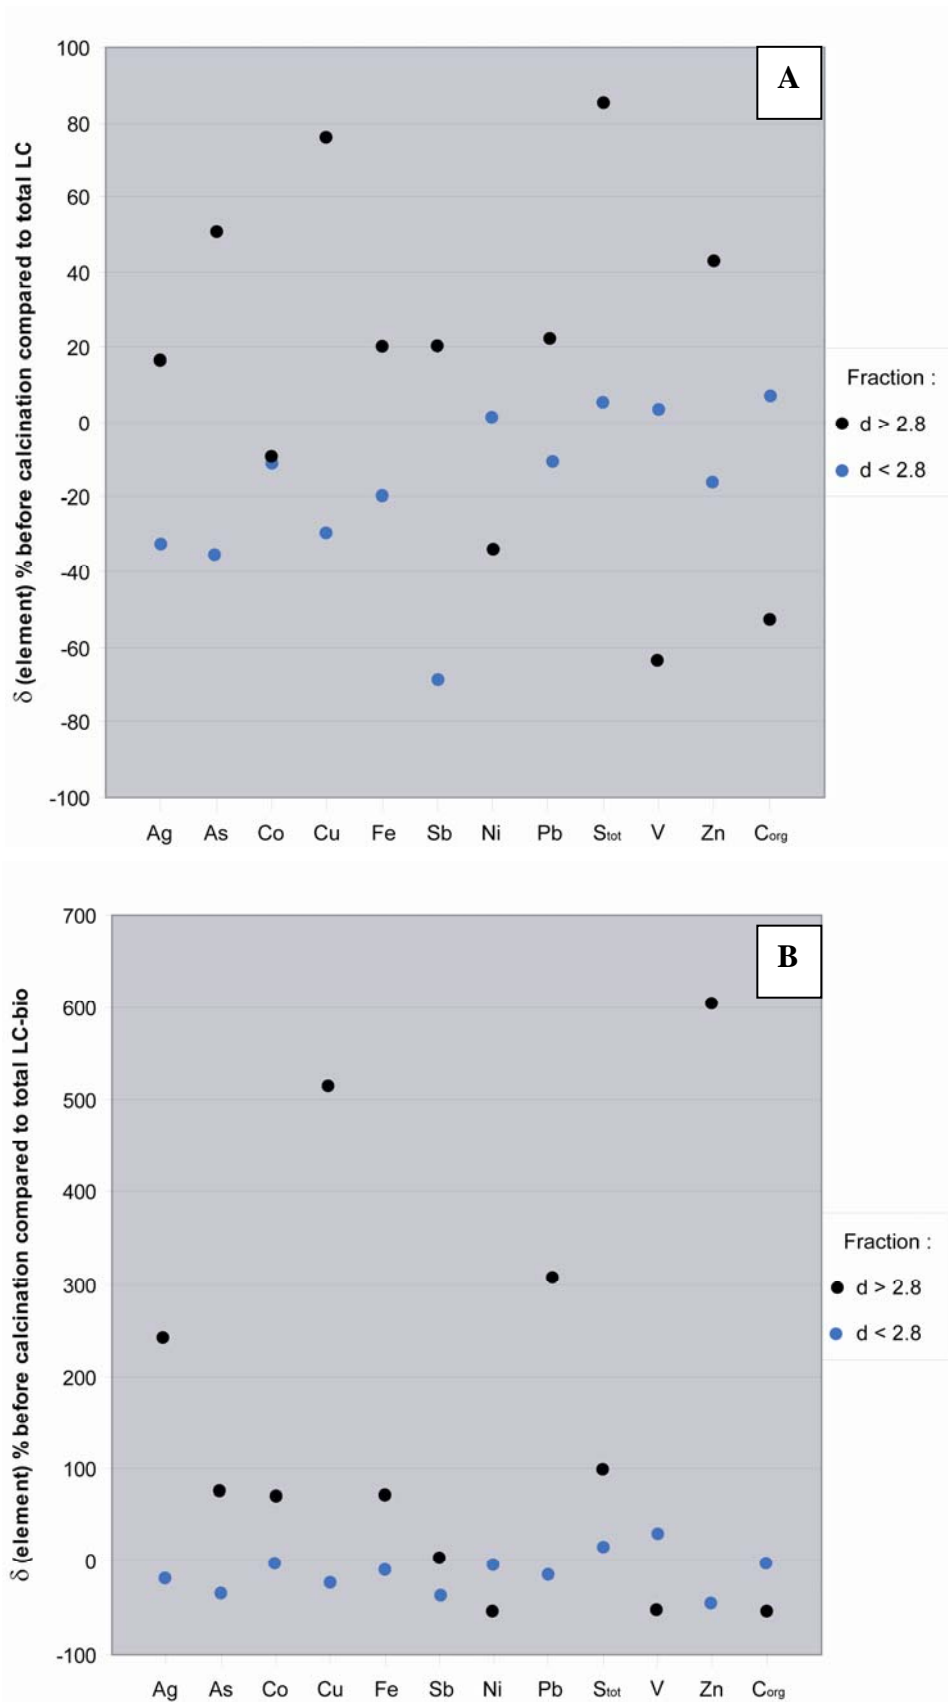 A
δ (element) % before calcination compared to total LC
100
80
60
40
20
0
-20
-40
-60
-80
-100
Ag As Co Cu Fe Sb Ni Pb Stot V Zn Corg
Fraction :
d > 2.8
d < 2.8
B
δ (element) % before calcination compared to total LC-bio
700
600
500
400
300
200
100
0
-100
Ag As Co Cu Fe Sb Ni Pb Stot V Zn Corg
Fraction :
d > 2.8
d < 2.8